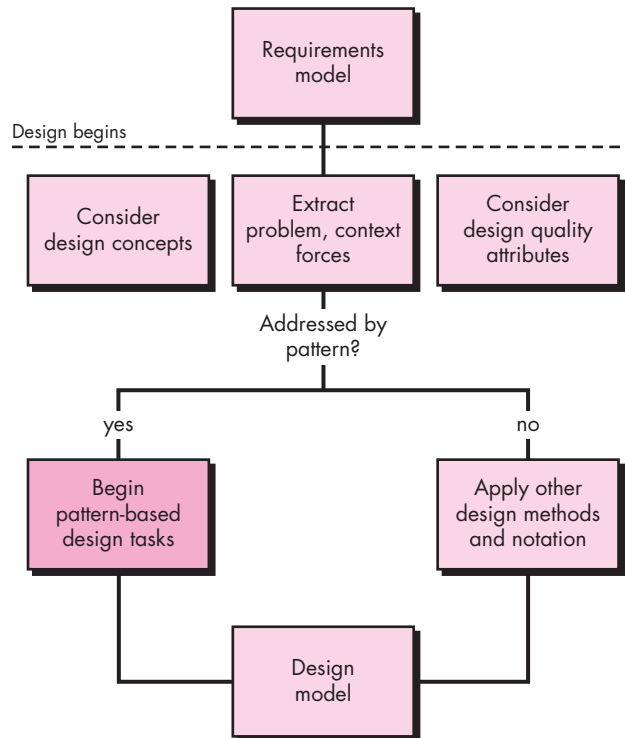 Requirements
model
Design begins
Consider
design concepts
Extract
problem, context
forces
Consider
design quality
attributes
Addressed by
pattern?
yes
no
Begin
pattern-based
design tasks
Apply other
design methods
and notation
Design
model